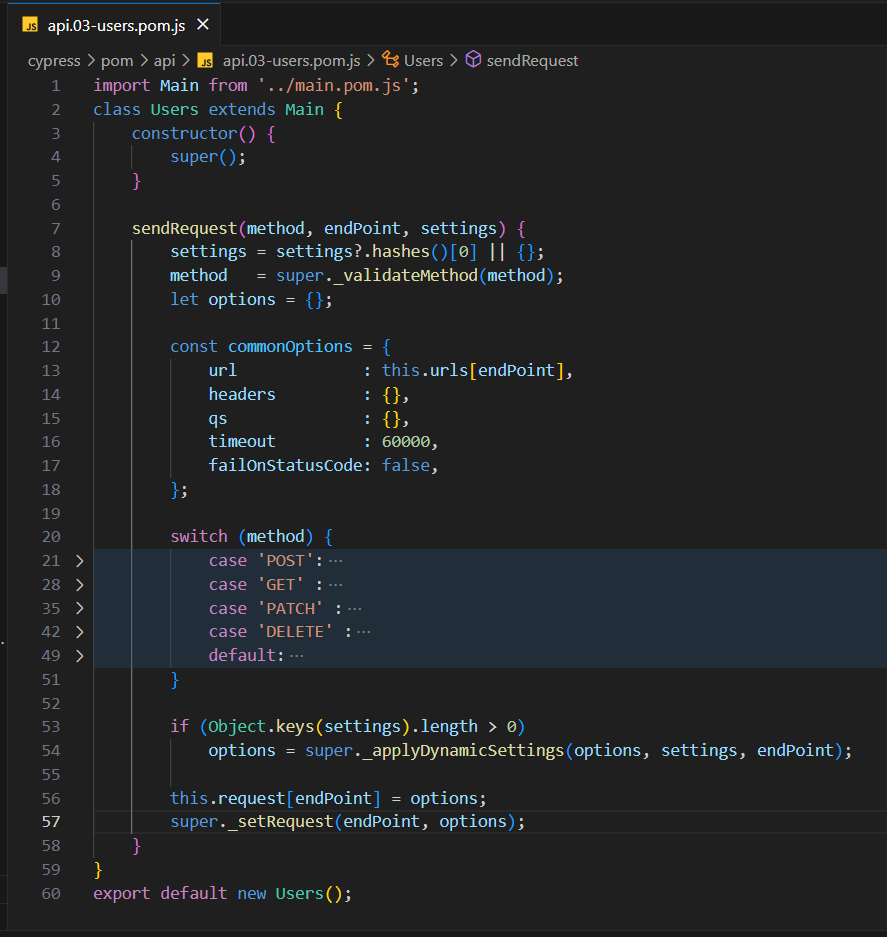 JS api.03-users.pom.js ×
cypress > pom > api > JS api.03-users.pom.js > Users > sendRequest
1 import Main from '../main.pom.js';
2 class Users extends Main {
3     constructor() {
4         super();
5     }
6
7     sendRequest(method, endPoint, settings) {
8         settings = settings?.hashes()[0] || {};
9         method   = super._validateMethod(method);
10         let options = {};
11
12         const commonOptions = {
13             url             : this.urls[endPoint],
14             headers         : {},
15             qs              : {},
16             timeout         : 60000,
17             failOnStatusCode: false,
18         };
19
20         switch (method) {
21 >             case 'POST': ···
28 >             case 'GET' : ···
35 >             case 'PATCH' : ···
42 >             case 'DELETE' : ···
49 >             default: ···
51         }
52
53         if (Object.keys(settings).length > 0)
54             options = super._applyDynamicSettings(options, settings, endPoint);
55
56         this.request[endPoint] = options;
57         super._setRequest(endPoint, options);
58     }
59 }
60 export default new Users();